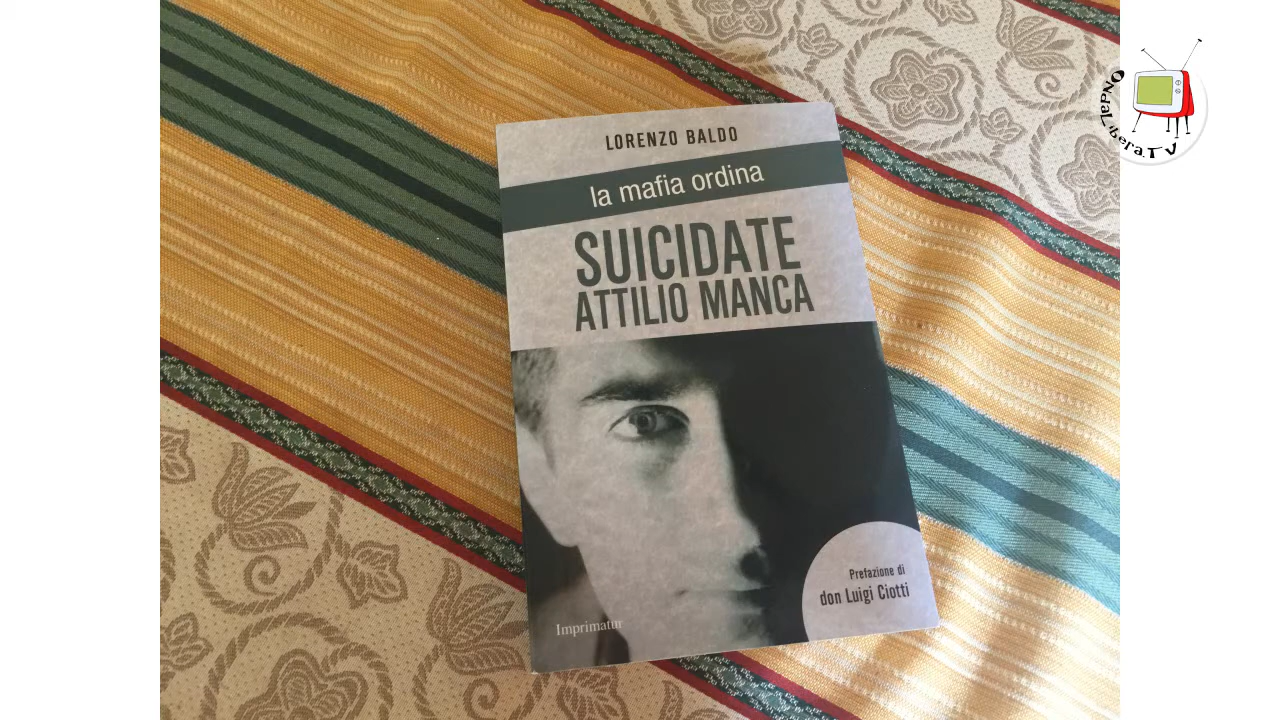 LORENZO BALDO
la mafia ordina
SUICIDATE
ATTILIO MANCA
Prefazione di
don Luigi Ciotti
Imprimatur
OndaLibera.TV